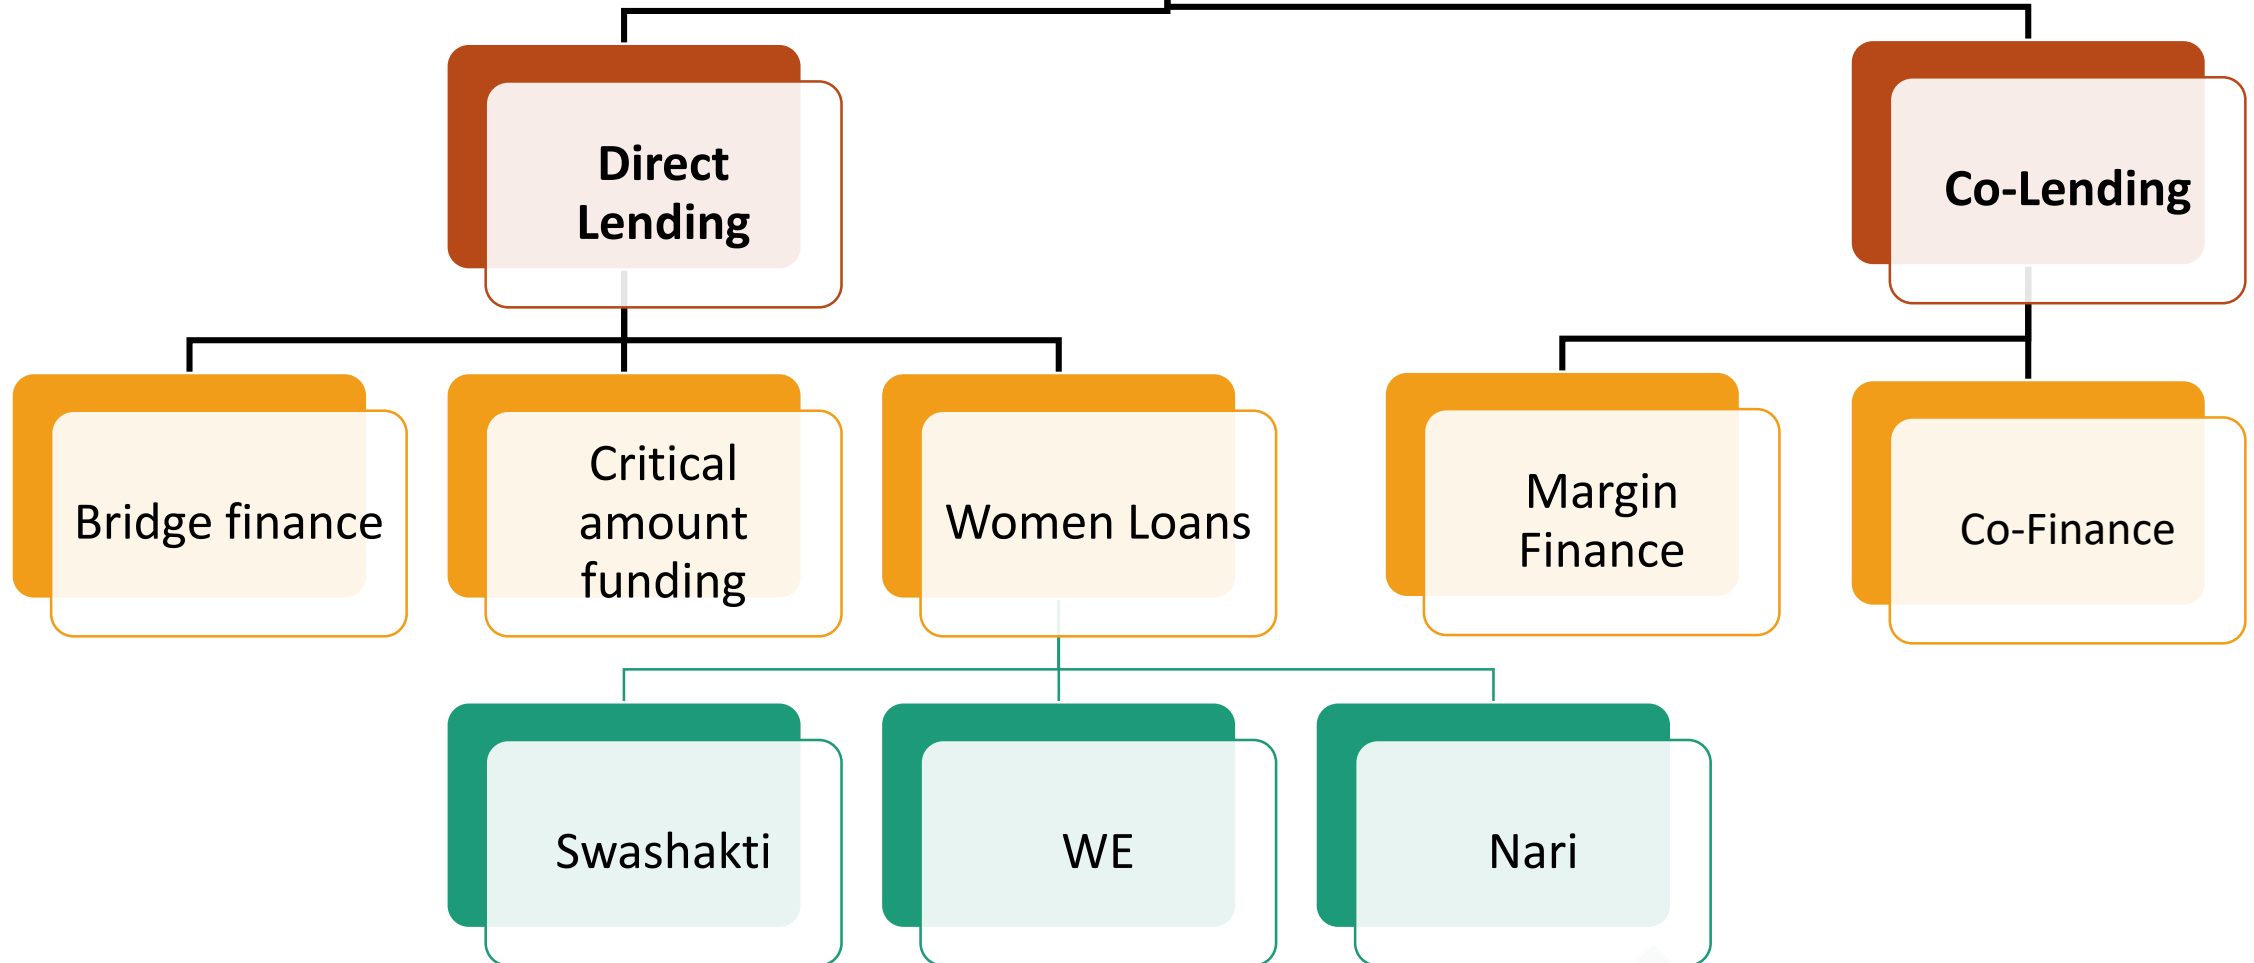 Direct
Lending
Co-Lending
Bridge finance
Critical
amount
funding
Women Loans
Margin
Finance
Co-Finance
Swashakti
WE
Nari